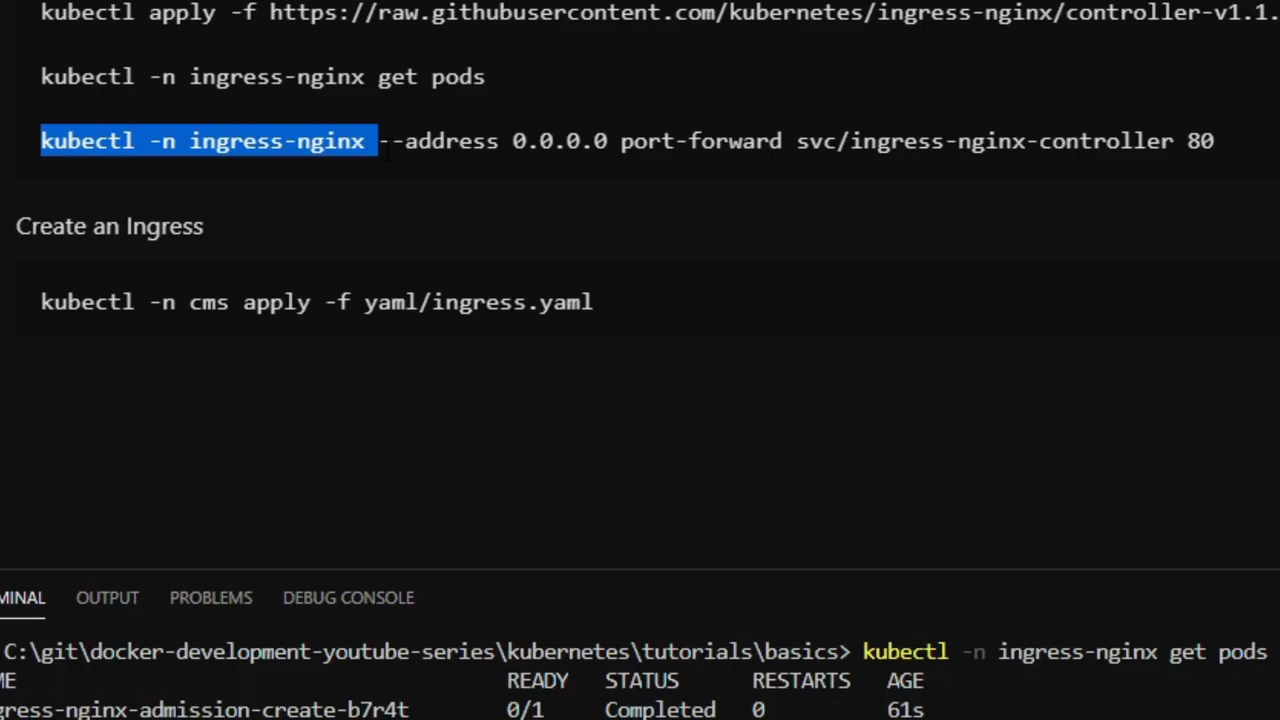 kubectl apply -f https://raw.githubusercontent.com/kubernetes/ingress-nginx/controller-v1.1.
kubectl -n ingress-nginx get pods
kubectl -n ingress-nginx --address 0.0.0.0 port-forward svc/ingress-nginx-controller 80
Create an Ingress
kubectl -n cms apply -f yaml/ingress.yaml
MINAL OUTPUT PROBLEMS DEBUG CONSOLE
C:\git\docker-development-youtube-series\kubernetes\tutorials\basics> kubectl -n ingress-nginx get pods
ME READY STATUS RESTARTS AGE
gress-nginx-admission-create-b7r4t 0/1 Completed 0 61s